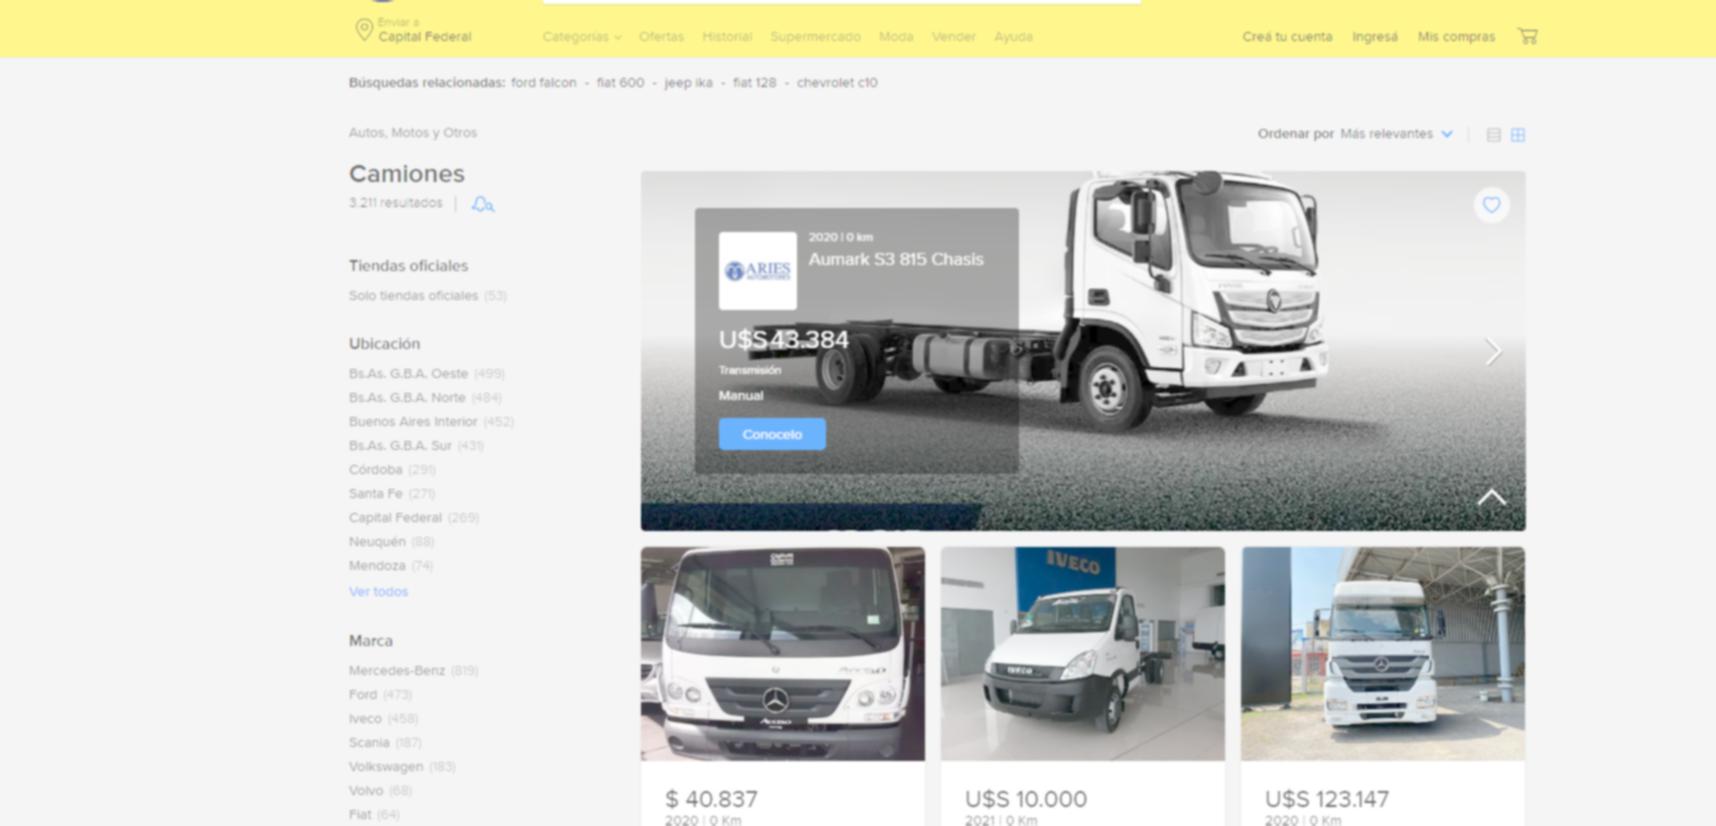 Enviar a
Capital Federal
Categorías Ofertas Historial Supermercado Moda Vender Ayuda
Creá tu cuenta Ingresá Mis compras
Búsquedas relacionadas: ford falcon - fiat 600 - jeep ika - fiat 128 - chevrolet c10
Autos, Motos y Otros
Ordenar por Más relevantes
Camiones
3.211 resultados
Tiendas oficiales
Solo tiendas oficiales (53)
Ubicación
Bs.As. G.B.A. Oeste (499)
Bs.As. G.B.A. Norte (484)
Buenos Aires Interior (452)
Bs.As. G.B.A. Sur (431)
Córdoba (291)
Santa Fe (271)
Capital Federal (269)
Neuquén (88)
Mendoza (74)
Ver todos
Marca
Mercedes-Benz (819)
Ford (473)
Iveco (458)
Scania (187)
Volkswagen (183)
Volvo (68)
Fiat (64)
ARIES
AUTOMOTORES
2020 | 0 km
Aumark S3 815 Chasis
U$S 43.384
Transmisión
Manual
Conocelo
Accelo
IVECO
IVECO
$ 40.837
2020 | 0 Km
U$S 10.000
2021 | 0 Km
U$S 123.147
2020 | 0 Km